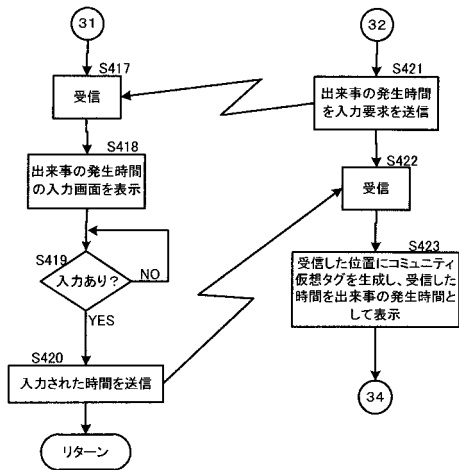 31
S417
受信
S418
出来事の発生時間
の入力画面を表示
S419
入力あり?
NO
YES
S420
入力された時間を送信
リターン
32
S421
出来事の発生時間
を入力要求を送信
S422
受信
S423
受信した位置にコミュニティ
仮想タグを生成し、受信した
時間を出来事の発生時間と
して表示
34